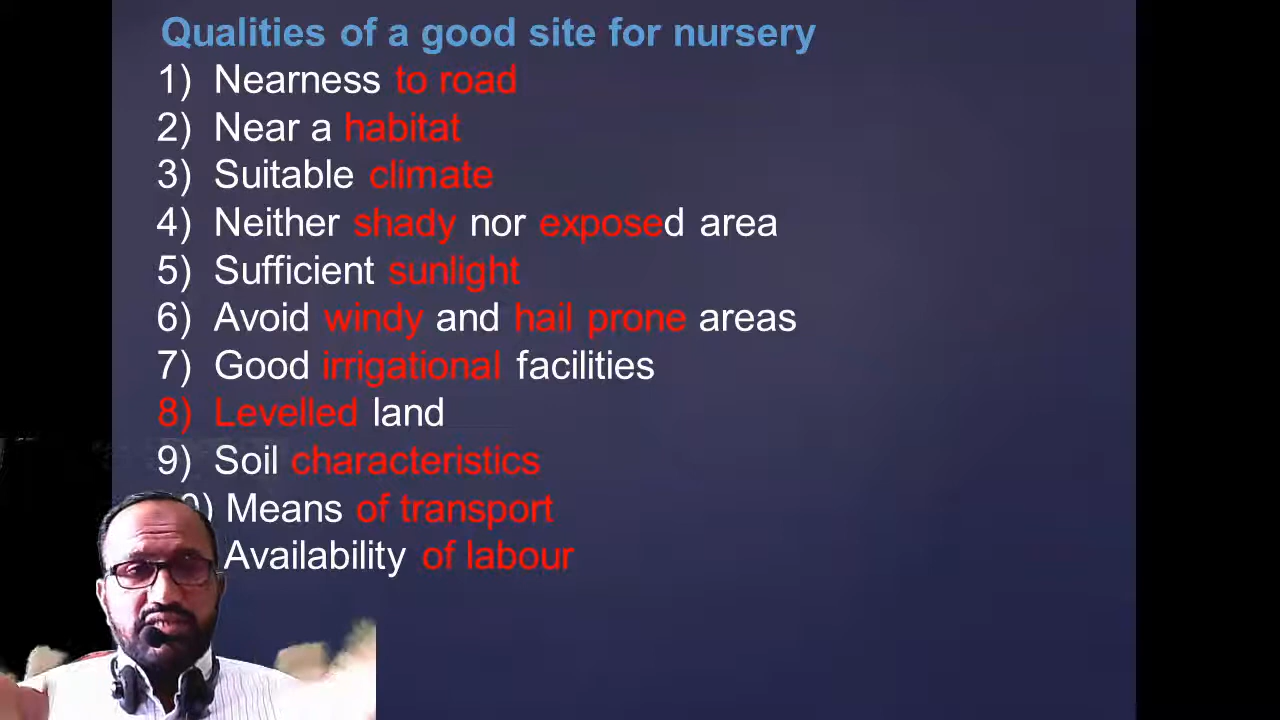 Qualities of a good site for nursery
1) Nearness to road
2) Near a habitat
3) Suitable climate
4) Neither shady nor exposed area
5) Sufficient sunlight
6) Avoid windy and hail prone areas
7) Good irrigational facilities
8) Levelled land
9) Soil characteristics
0) Means of transport
Availability of labour